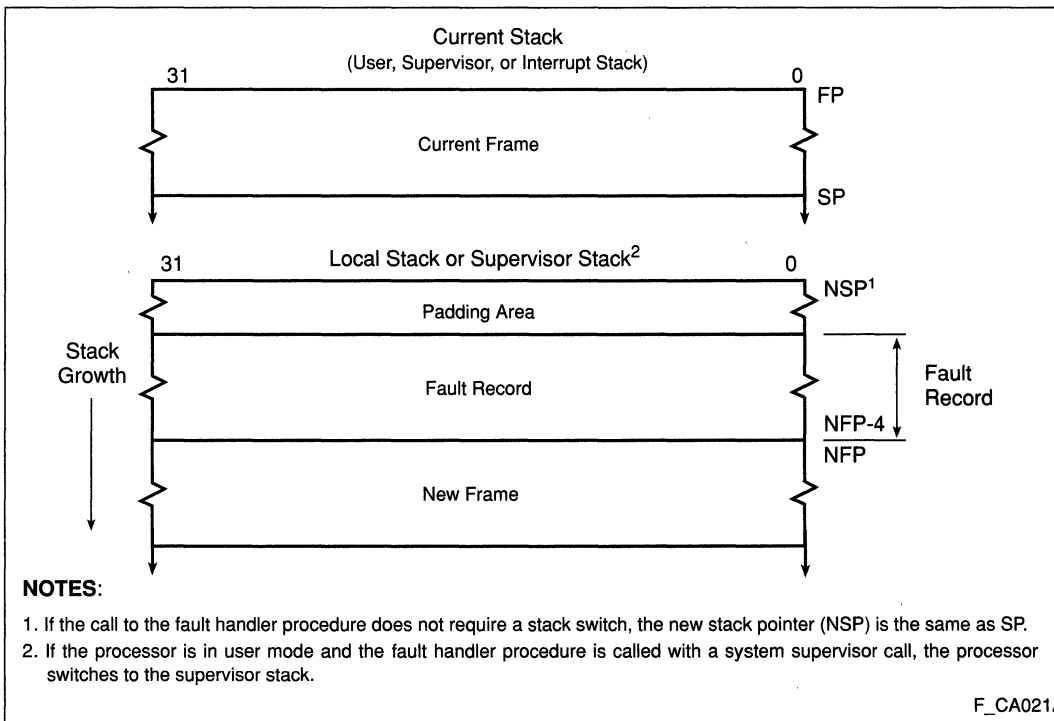 Current Stack
(User, Supervisor, or Interrupt Stack)
31 0
FP
Current Frame
SP
31 Local Stack or Supervisor Stack2 0
NSP1
Padding Area
Stack
Growth
Fault Record
Fault
Record
NFP-4
NFP
New Frame
NOTES:
1. If the call to the fault handler procedure does not require a stack switch, the new stack pointer (NSP) is the same as SP.
2. If the processor is in user mode and the fault handler procedure is called with a system supervisor call, the processor
switches to the supervisor stack.